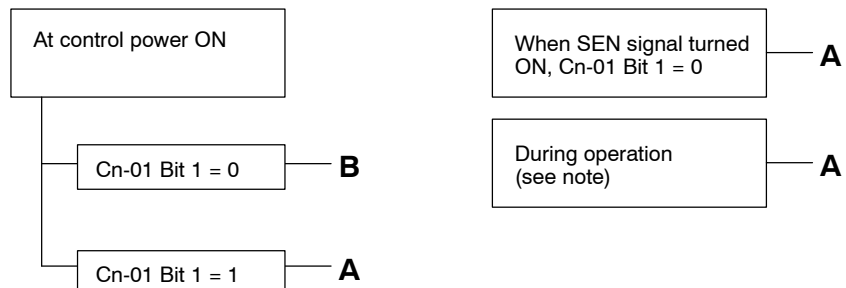 At control power ON
Cn-01 Bit 1 = 0
B
Cn-01 Bit 1 = 1
A
When SEN signal turned
ON, Cn-01 Bit 1 = 0
A
During operation
(see note)
A